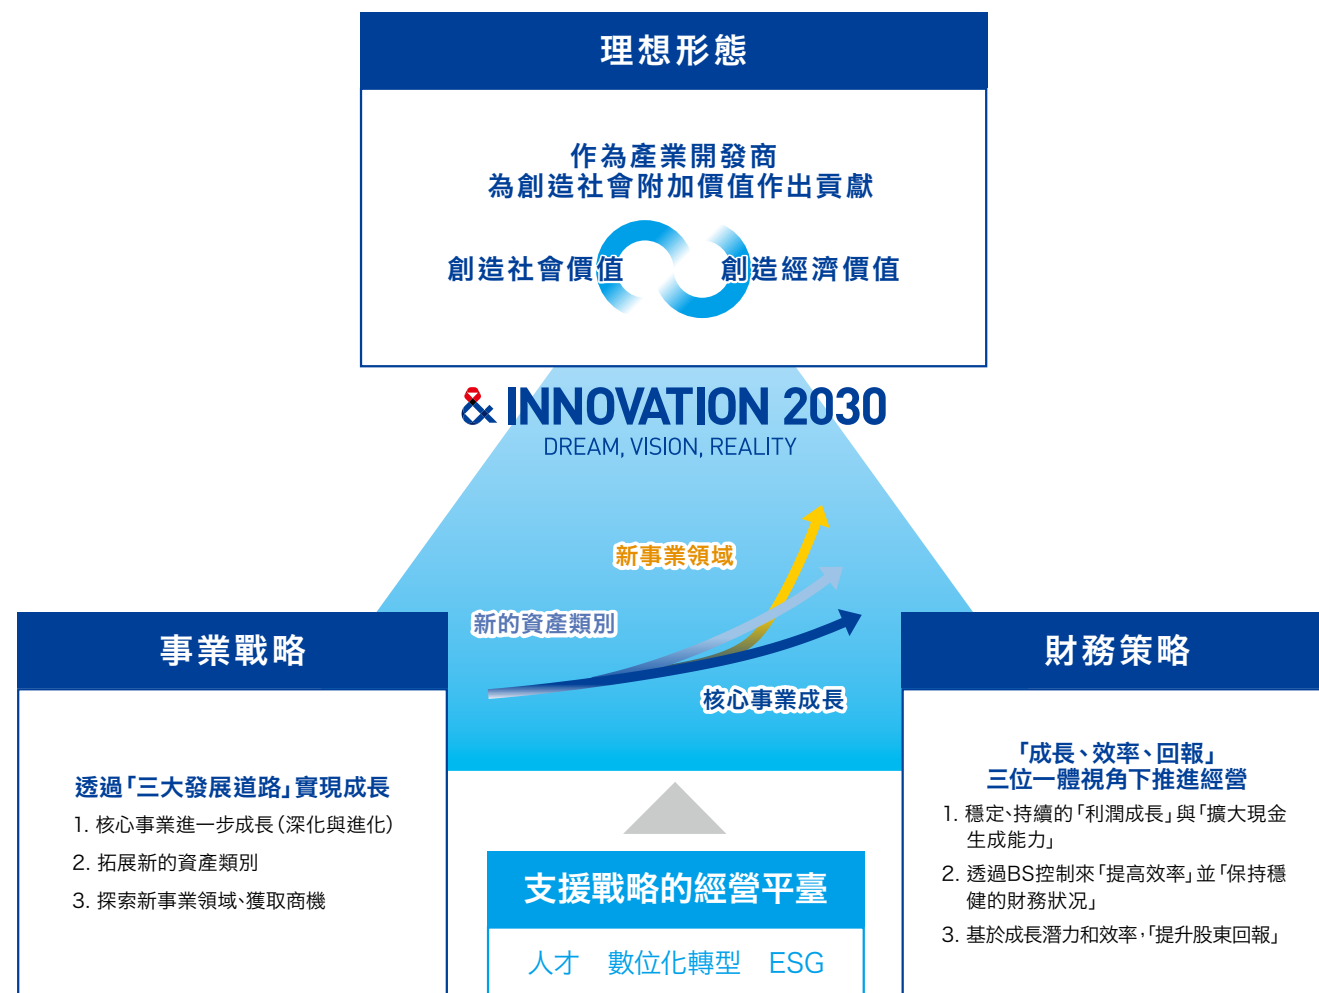 理想形態
作為產業開發商
為創造社會附加價值作出貢獻
創造社會價值
創造經濟價值
& INNOVATION 2030
DREAM, VISION, REALITY
新事業領域
新的資產類別
核心事業成長
事業戰略
透過「三大發展道路」實現成長
1. 核心事業進一步成長（深化與進化）
2. 拓展新的資產類別
3. 探索新事業領域、獲取商機
支援戰略的經營平臺
人才 數位化轉型 ESG
財務策略
「成長、效率、回報」
三位一體視角下推進經營
1. 穩定、持續的「利潤成長」與「擴大現金
生成能力」
2. 透過BS控制來「提高效率」並「保持穩
健的財務狀況」
3. 基於成長潛力和效率，「提升股東回報」